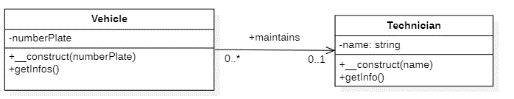 Vehicle
-numberPlate
+__construct(numberPlate)
+getInfos()
+maintains
0..*
0..1
Technician
-name: string
+__construct(name)
+getInfo()